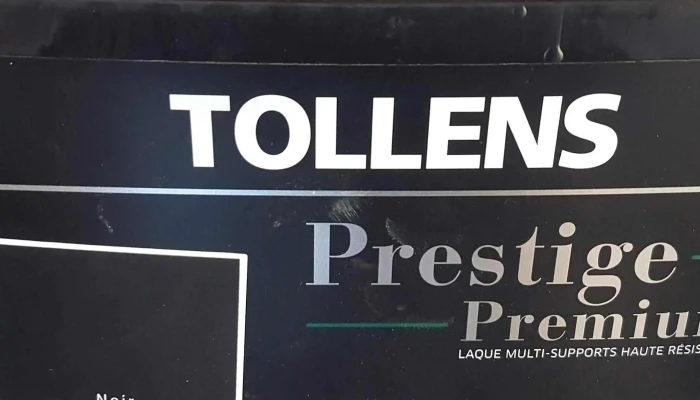 TOLLENS
Prestige
Premiu
LAQUE MULTI-SUPPORTS HAUTE RÉSIS
Noir